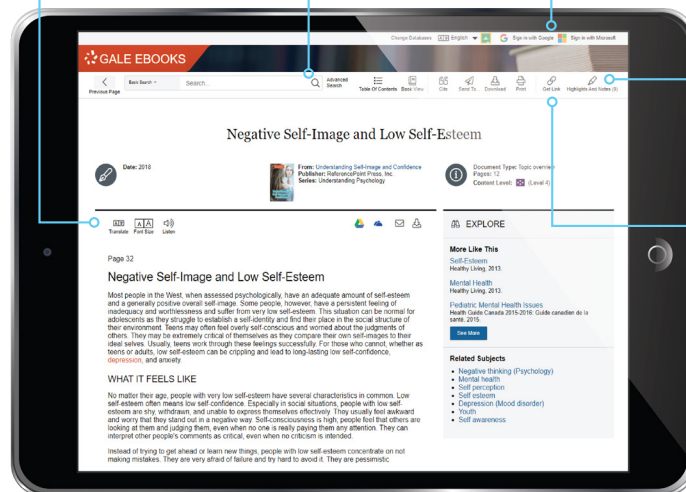 Change Databases English Sign in with Google Sign in with Microsoft
GALE EBOOKS
Previous Page Basic Search Search... Advanced Search Table Of Contents Book View Cite Send To... Download Print Get Link Highlights And Notes (0)
Negative Self-Image and Low Self-Esteem
Date: 2018
From: Understanding Self-Image and Confidence
Publisher: ReferencePoint Press, Inc.
Series: Understanding Psychology
Document Type: Topic overview
Pages: 12
Content Level: (Level 4)
Translate Font Size Listen
Page 32
Negative Self-Image and Low Self-Esteem
Most people in the West, when assessed psychologically, have an adequate amount of self-esteem
and a generally positive overall self-image. Some people, however, have a persistent feeling of
inadequacy and worthlessness and suffer from very low self-esteem. This situation can be normal for
adolescents as they struggle to establish a self-identity and find their place in the social structure of
their environment. Teens may often feel overly self-conscious and worried about the judgments of
others. They may be extremely critical of themselves as they compare their own self-images to their
ideal selves. Usually, teens work through these feelings successfully. For those who cannot, whether as
teens or adults, low self-esteem can be crippling and lead to long-lasting low self-confidence,
depression, and anxiety.
WHAT IT FEELS LIKE
No matter their age, people with very low self-esteem have several characteristics in common. Low
self-esteem often means low self-confidence. Especially in social situations, people with low self-
esteem are shy, withdrawn, and unable to express themselves effectively. They usually feel awkward
and worry that they stand out in a negative way. Self-consciousness is high; people feel that others are
looking at them and judging them, even when no one is really paying them any attention. They can
interpret other people's comments as critical, even when no criticism is intended.
Instead of trying to get ahead or learn new things, people with low self-esteem concentrate on not
making mistakes. They are very afraid of failure and try hard to avoid it. They are pessimistic
EXPLORE
More Like This
Self-Esteem
Healthy Living, 2013.
Mental Health
Healthy Living, 2013.
Pediatric Mental Health Issues
Health Guide Canada 2015-2016: Guide canadien de la
santé, 2015.
See More
Related Subjects
Negative thinking (Psychology)
Mental health
Self perception
Self esteem
Depression (Mood disorder)
Youth
Self awareness